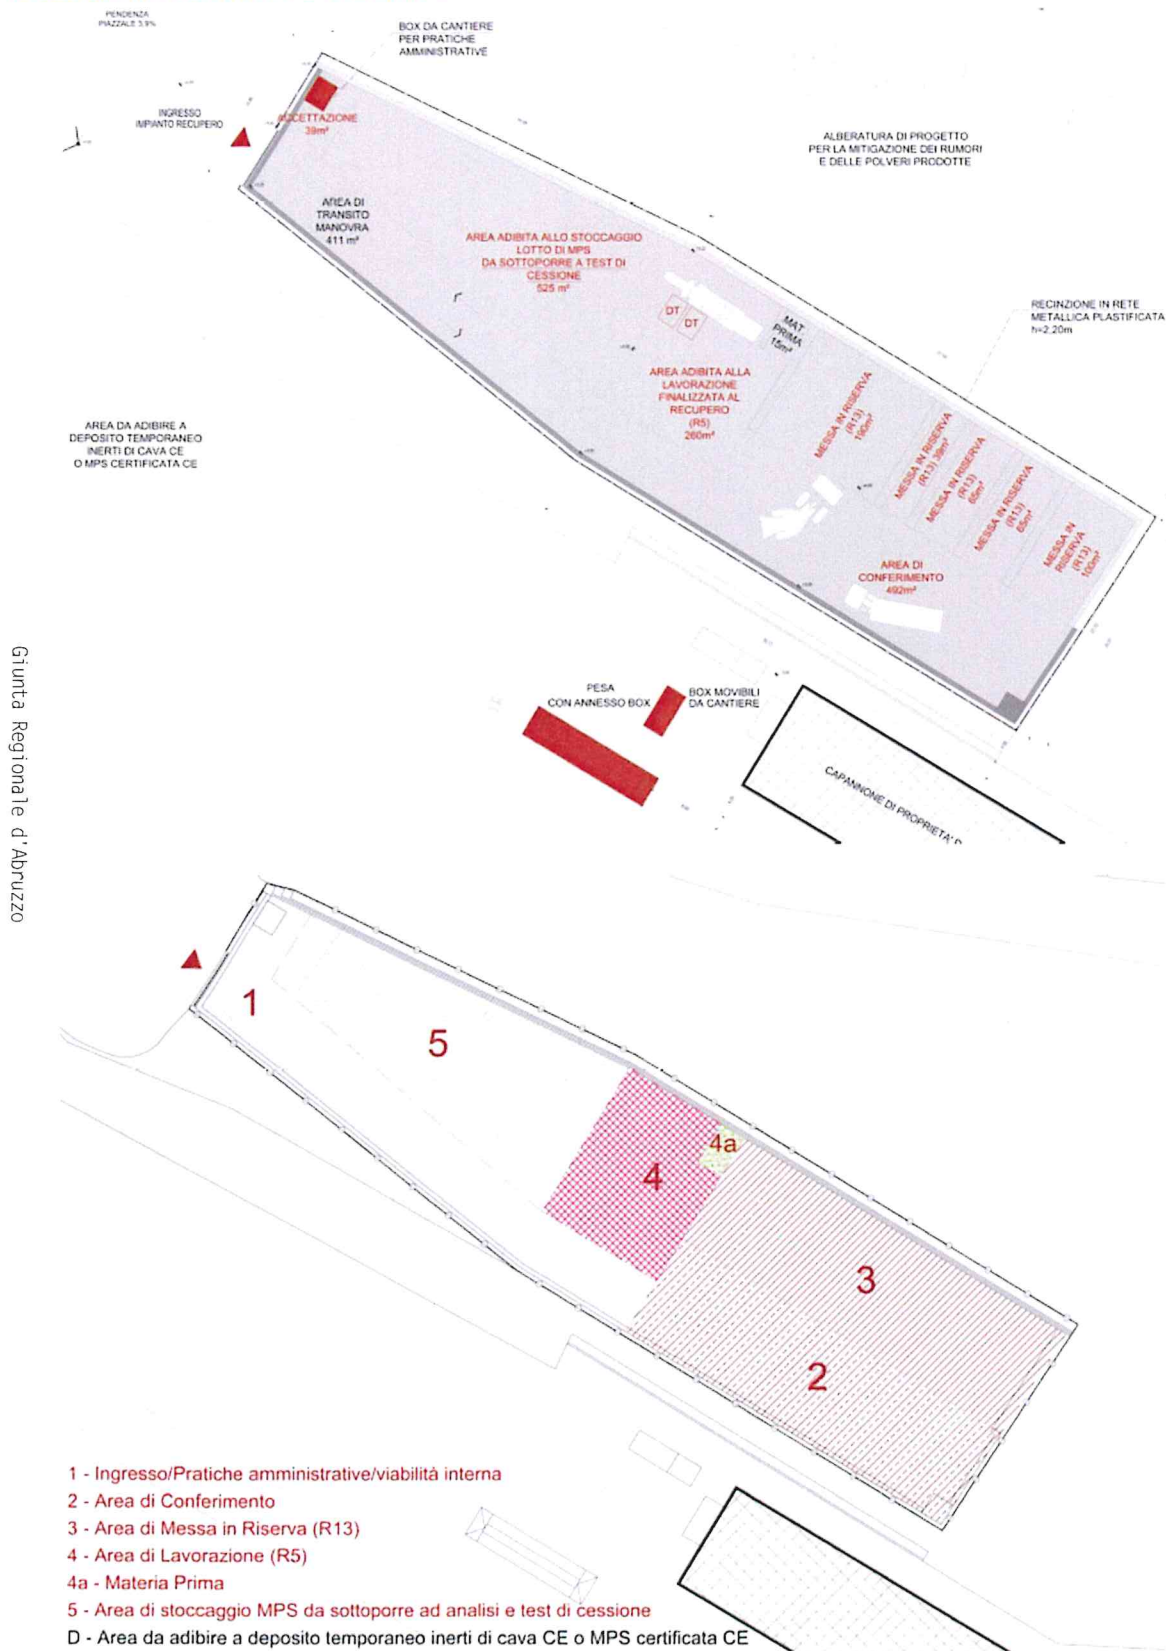 PENDENZA
PIAZZALE 3.9%
BOX DA CANTIERE
PER PRATICHE
AMMINISTRATIVE
INGRESSO
IMPIANTO RECUPERO
ACCETTAZIONE
39m²
ALBERATURA DI PROGETTO
PER LA MITIGAZIONE DEI RUMORI
E DELLE POLVERI PRODOTTE
AREA DI
TRANSITO
MANOVRA
411 m²
AREA ADIBITA ALLO STOCCAGGIO
LOTTO DI MPS
DA SOTTOPORRE A TEST DI
CESSIONE
525 m²
DT
DT
MAT.
PRIMA
15m²
RECINZIONE IN RETE
METALLICA PLASTIFICATA
h=2,20m
AREA ADIBITA ALLA
LAVORAZIONE
FINALIZZATA AL
RECUPERO
(R5)
260m²
MESSA IN RISERVA
(R13)
190m²
MESSA IN RISERVA
(R13) 39m²
MESSA IN RISERVA
(R13)
65m²
MESSA IN RISERVA
(R13)
65m²
MESSA IN
RISERVA
(R13)
100m²
AREA DA ADIBIRE A
DEPOSITO TEMPORANEO
INERTI DI CAVA CE
O MPS CERTIFICATA CE
AREA DI
CONFERIMENTO
492m²
PESA
CON ANNESSO BOX
BOX MOVIBILI
DA CANTIERE
CAPANNONE DI PROPRIETA'
Giunta Regionale d'Abruzzo
1
5
4
4a
3
2
1 - Ingresso/Pratiche amministrative/viabilità interna
2 - Area di Conferimento
3 - Area di Messa in Riserva (R13)
4 - Area di Lavorazione (R5)
4a - Materia Prima
5 - Area di stoccaggio MPS da sottoporre ad analisi e test di cessione
D - Area da adibire a deposito temporaneo inerti di cava CE o MPS certificata CE